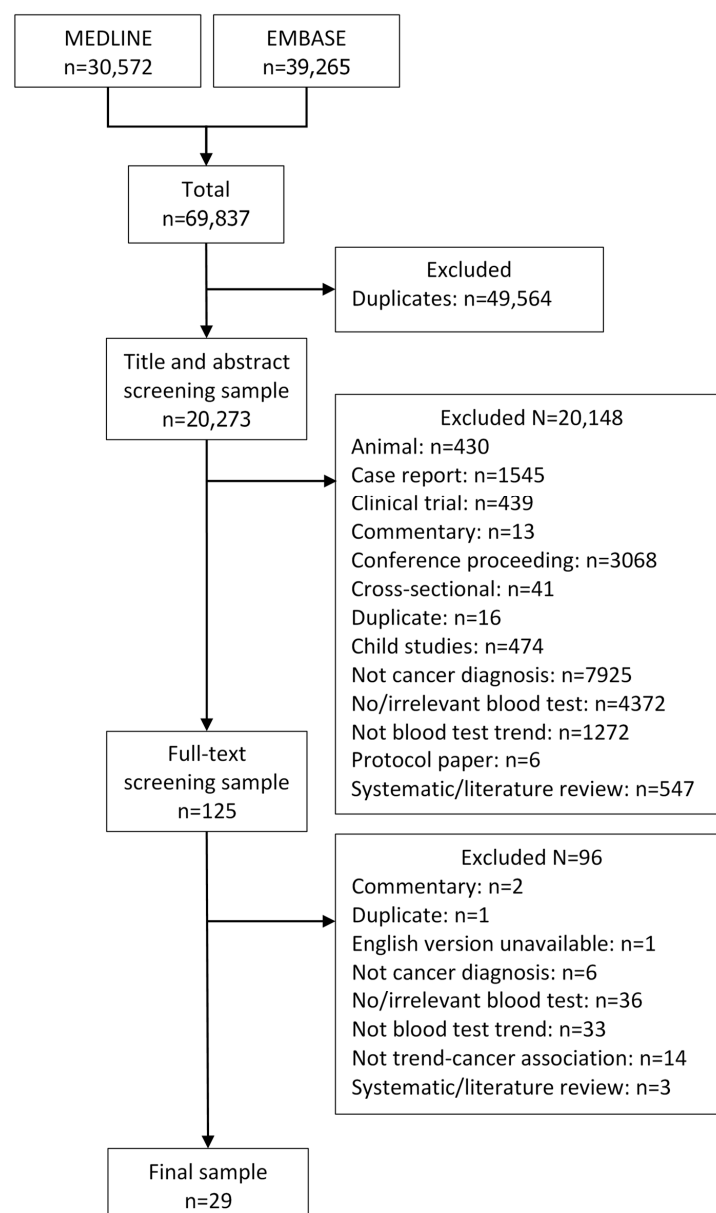 MEDLINE
n=30,572
EMBASE
n=39,265
Total
n=69,837
Excluded
Duplicates: n=49,564
Title and abstract
screening sample
n=20,273
Excluded N=20,148
Animal: n=430
Case report: n=1545
Clinical trial: n=439
Commentary: n=13
Conference proceeding: n=3068
Cross-sectional: n=41
Duplicate: n=16
Child studies: n=474
Not cancer diagnosis: n=7925
No/irrelevant blood test: n=4372
Not blood test trend: n=1272
Protocol paper: n=6
Systematic/literature review: n=547
Full-text
screening sample
n=125
Excluded N=96
Commentary: n=2
Duplicate: n=1
English version unavailable: n=1
Not cancer diagnosis: n=6
No/irrelevant blood test: n=36
Not blood test trend: n=33
Not trend-cancer association: n=14
Systematic/literature review: n=3
Final sample
n=29